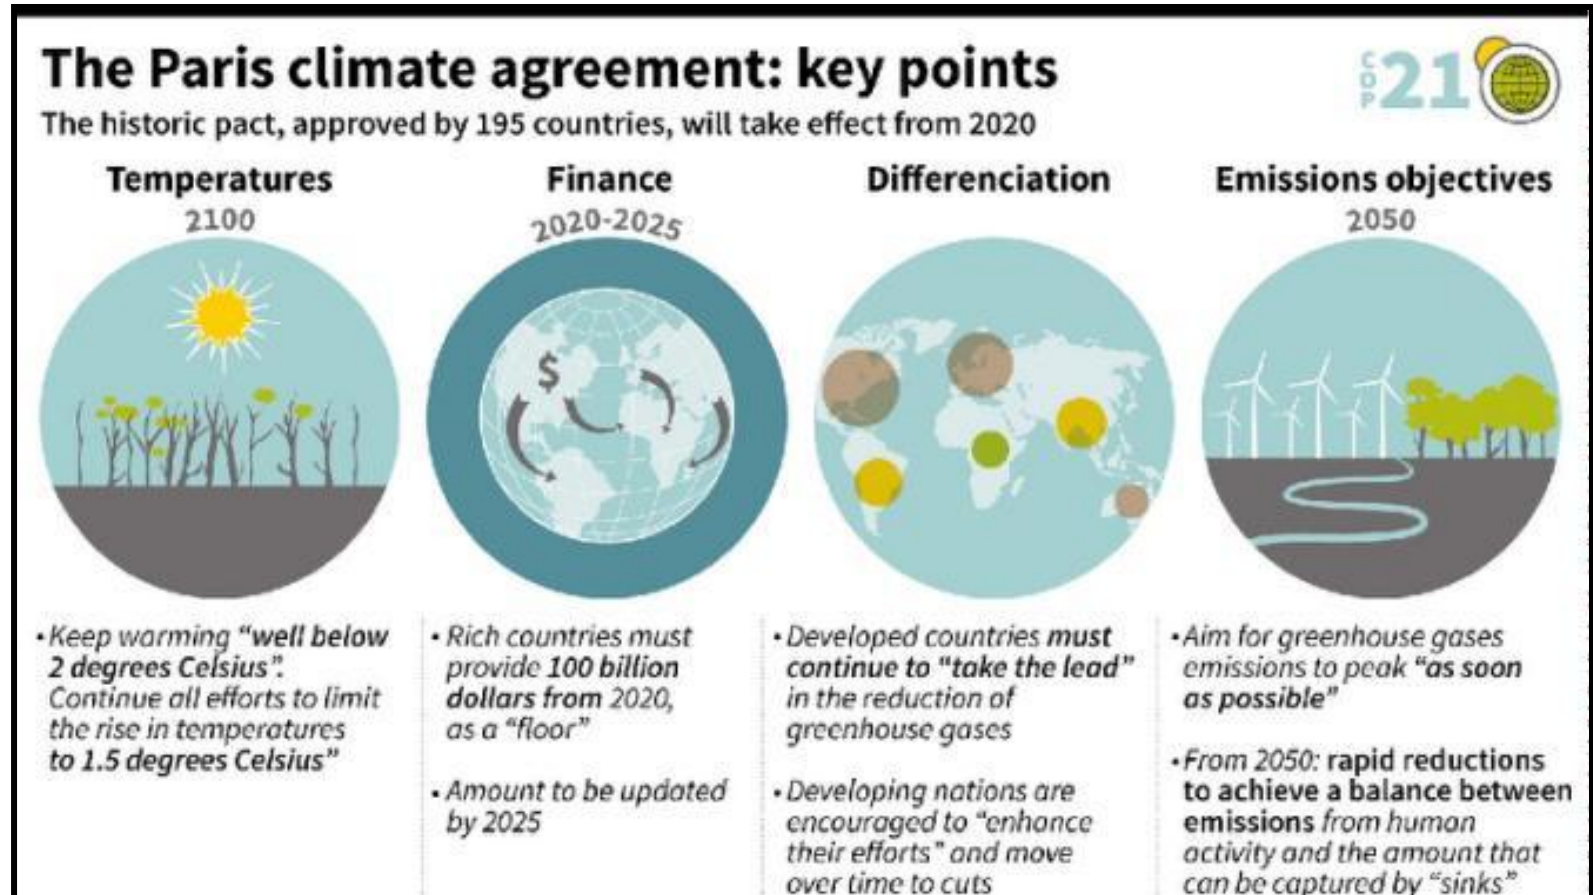 The Paris climate agreement: key points
COP 21
The historic pact, approved by 195 countries, will take effect from 2020
Temperatures
2100
•Keep warming “well below
2 degrees Celsius”.
Continue all efforts to limit
the rise in temperatures
to 1.5 degrees Celsius”
Finance
2020-2025
$
• Rich countries must
provide 100 billion
dollars from 2020,
as a “floor”
• Amount to be updated
by 2025
Differenciation
•Developed countries must
continue to “take the lead”
in the reduction of
greenhouse gases
•Developing nations are
encouraged to “enhance
their efforts” and move
over time to cuts
Emissions objectives
2050
•Aim for greenhouse gases
emissions to peak “as soon
as possible”
•From 2050: rapid reductions
to achieve a balance between
emissions from human
activity and the amount that
can be captured by “sinks”